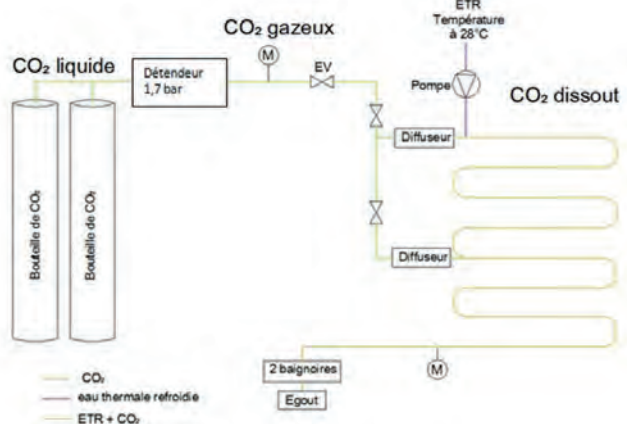 ETR
Température
à 28°C
CO₂ gazeux
M
EV
CO₂ liquide
Détendeur
1,7 bar
Pompe
CO₂ dissout
Diffuseur
Bouteille de CO₂
Bouteille de CO₂
Diffuseur
2 baignoires
M
Egout
CO₂
eau thermale refroidie
ETR + CO₂